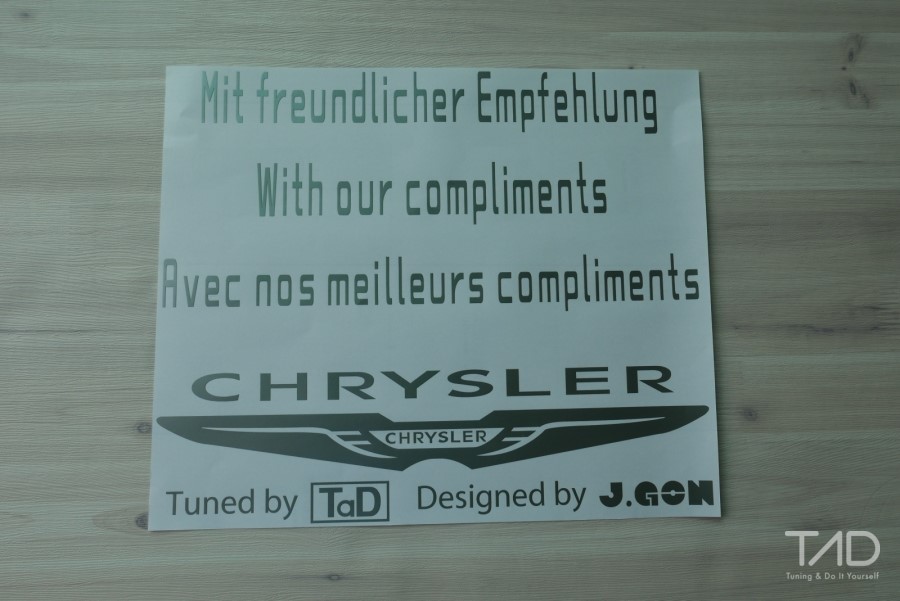 Mit freundlicher Empfehlung
With our compliments
Avec nos meilleurs compliments
CHRYSLER
CHRYSLER
Tuned by TaD Designed by J.GON
TAD
Tuning & Do It Yourself